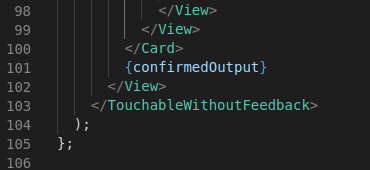 98 </View>
99 </View>
100 </Card>
101 {confirmedOutput}
102 </View>
103 </TouchableWithoutFeedback>
104 );
105 };
106